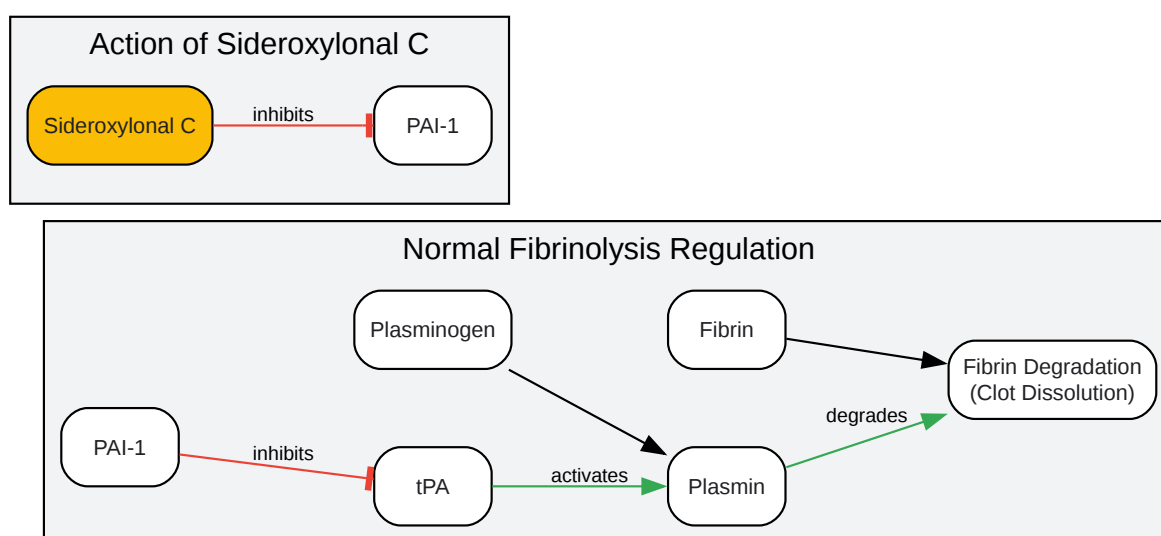 Action of Sideroxylonal C
Sideroxylonal C
inhibits
PAI-1
Normal Fibrinolysis Regulation
Plasminogen
Fibrin
Fibrin Degradation
(Clot Dissolution)
degrades
PAI-1
inhibits
tPA
activates
Plasmin